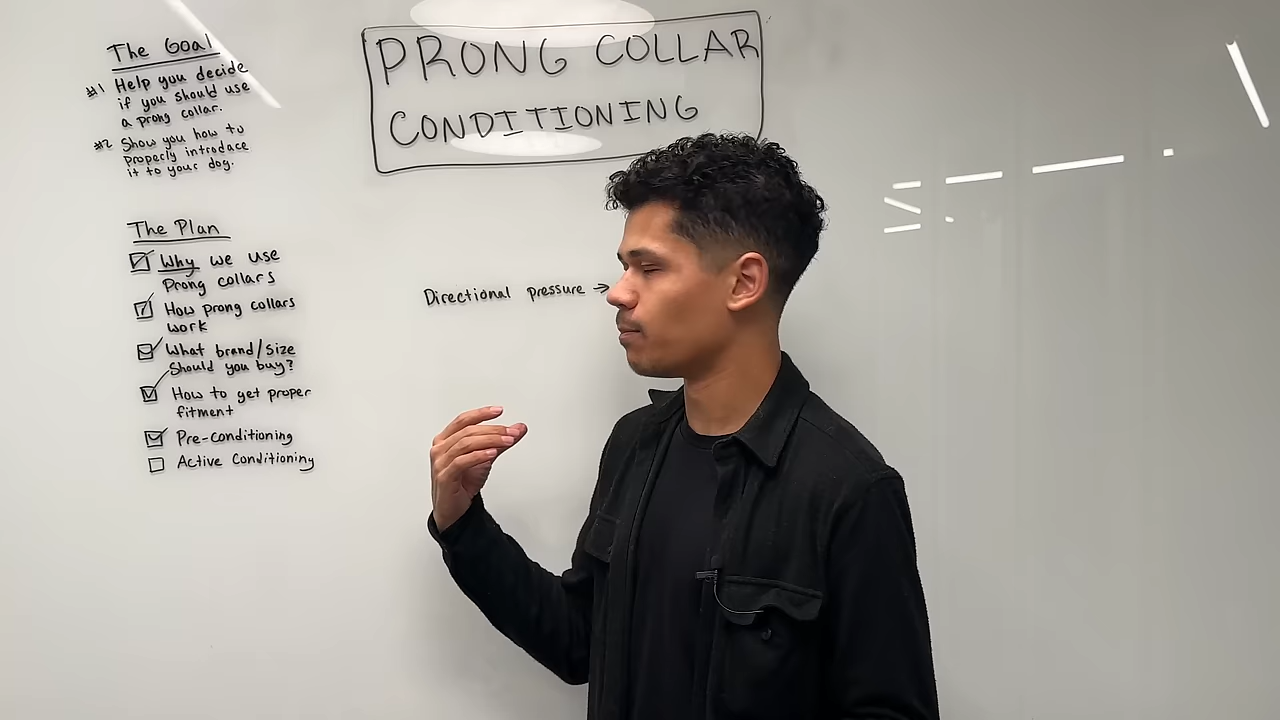 The Goal
#1 Help you decide
if you should use
a prong collar.
#2 Show you how to
properly introduce
it to your dog.
PRONG COLLAR
CONDITIONING
The Plan
Why we use
Prong collars
How prong collars
work
What brand/size
Should you buy?
How to get proper
fitment
Pre-conditioning
Active Conditioning
Directional pressure →